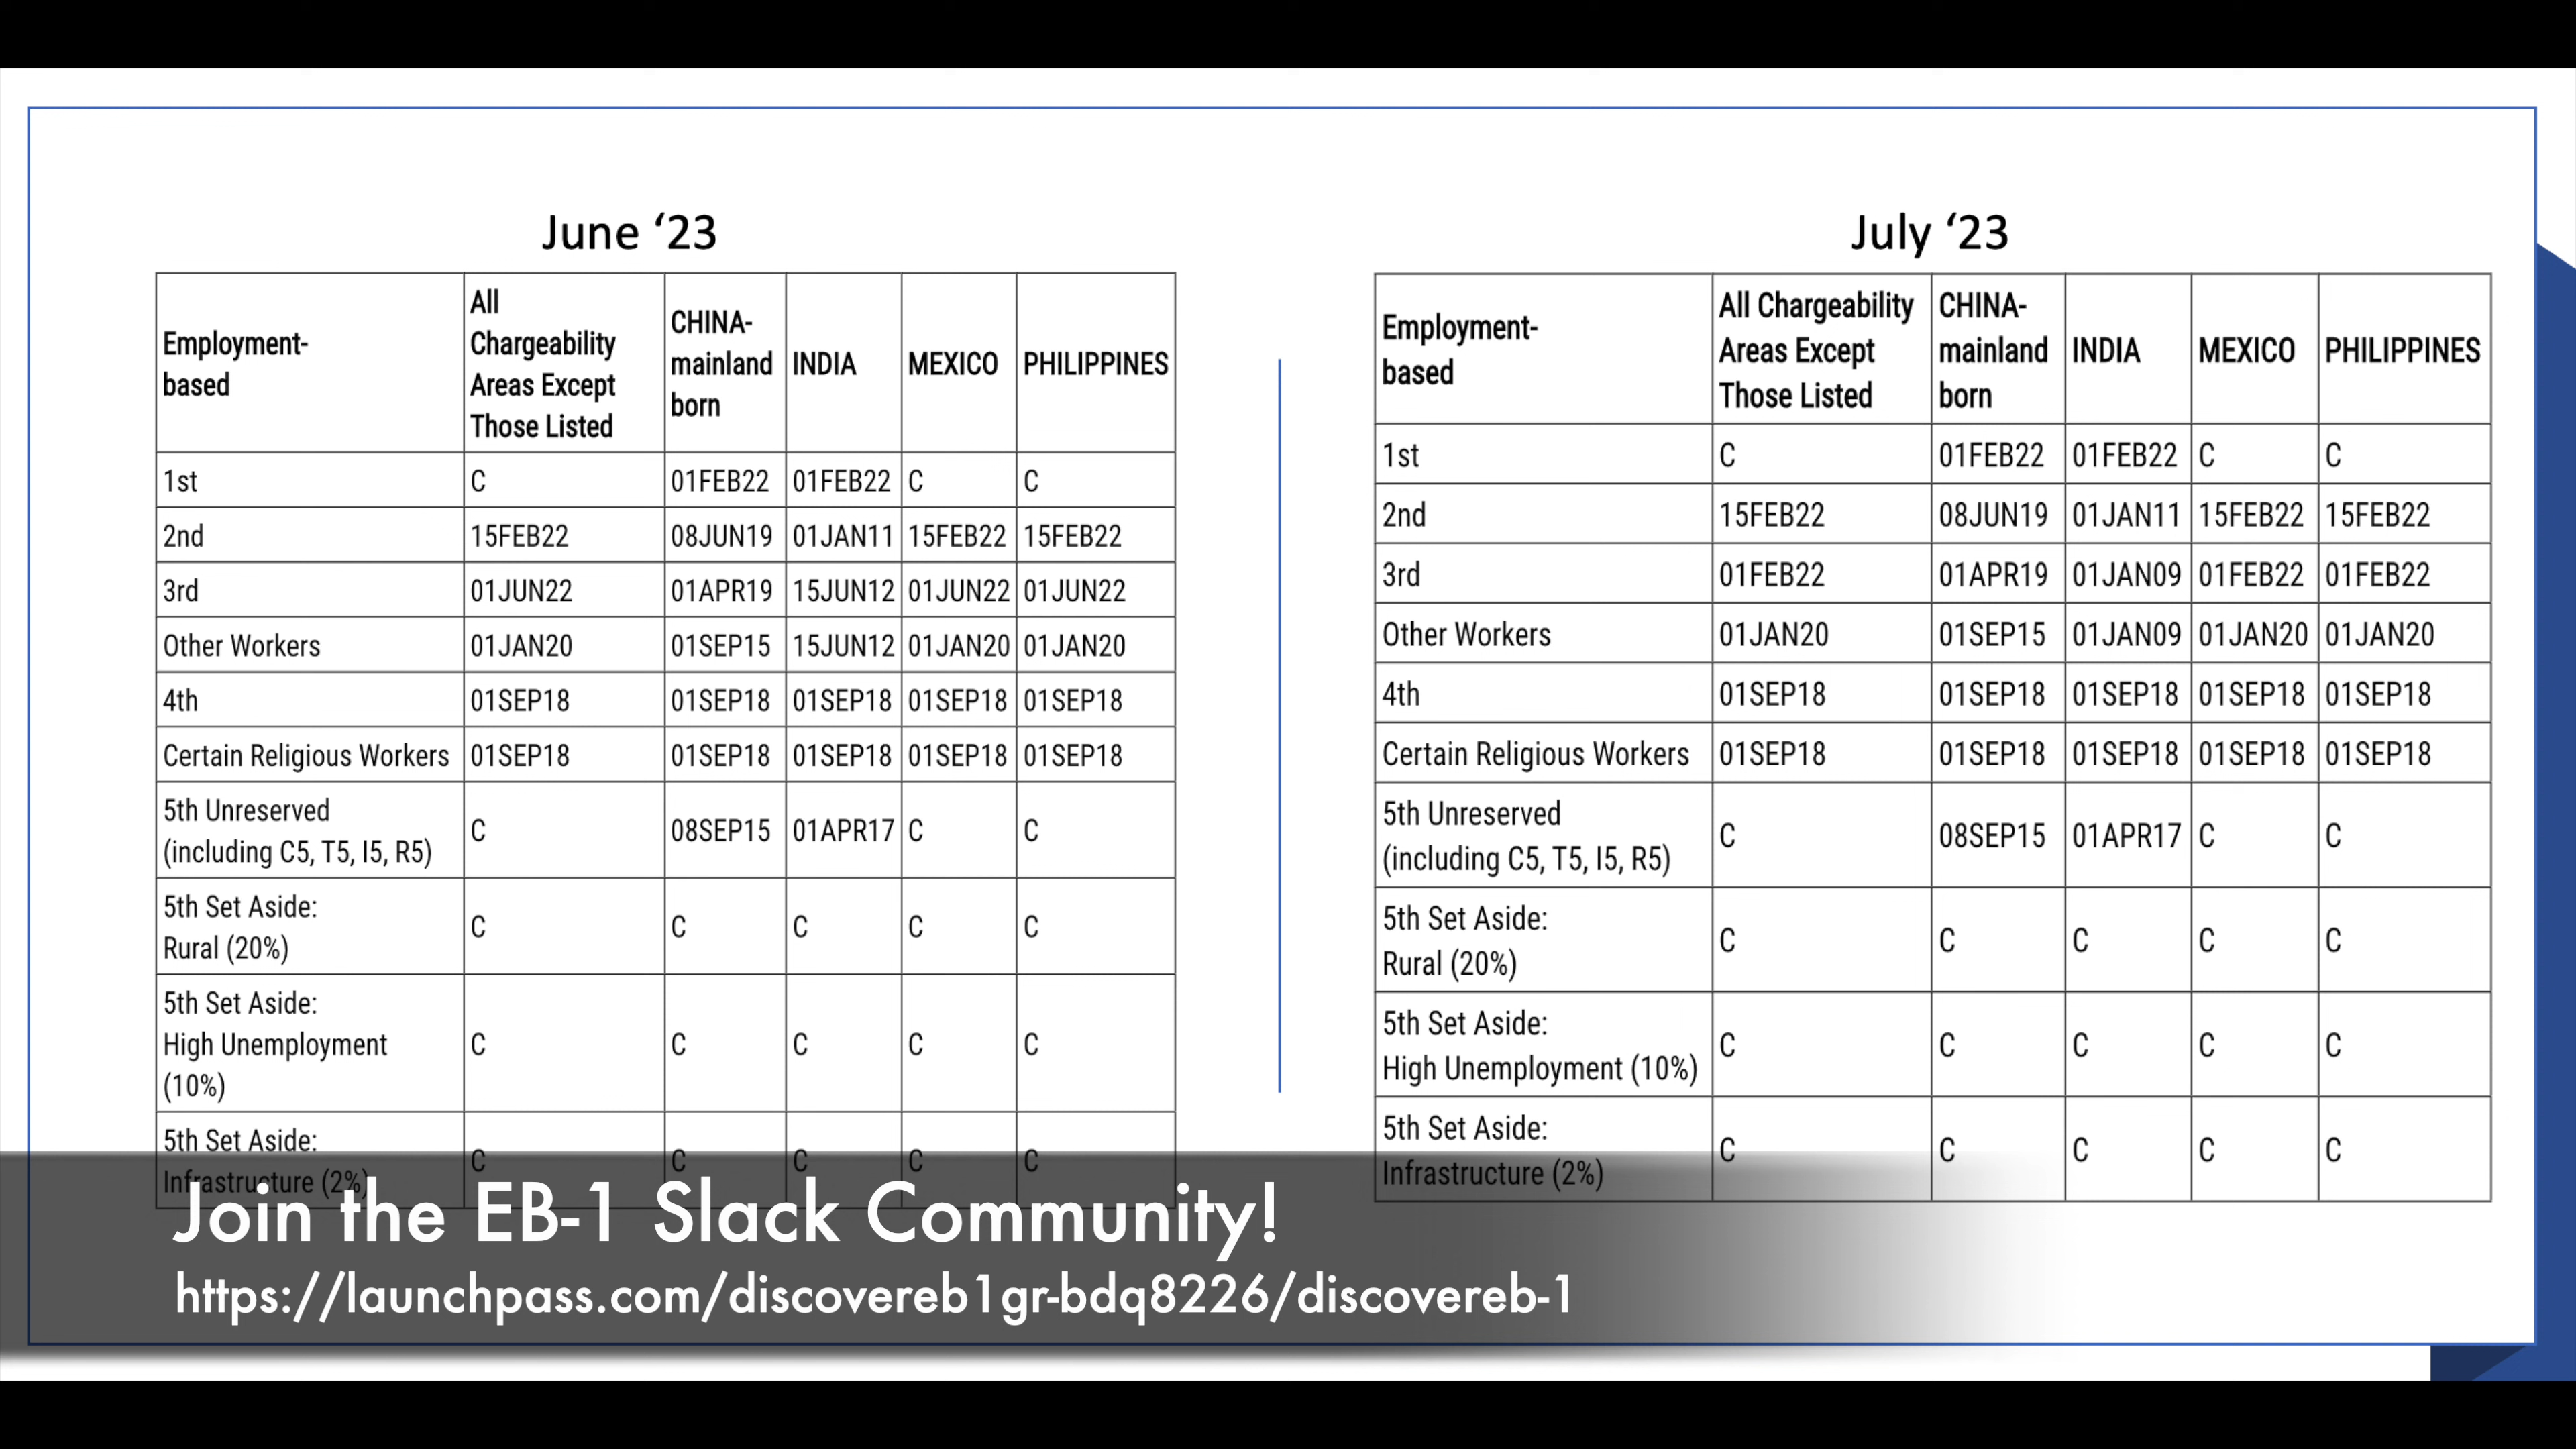 June ‘23
Employment-
based
All
Chargeability
Areas Except
Those Listed
CHINA-
mainland
born
INDIA
MEXICO
PHILIPPINES
1st C 01FEB22 01FEB22 C C
2nd 15FEB22 08JUN19 01JAN11 15FEB22 15FEB22
3rd 01JUN22 01APR19 15JUN12 01JUN22 01JUN22
Other Workers 01JAN20 01SEP15 15JUN12 01JAN20 01JAN20
4th 01SEP18 01SEP18 01SEP18 01SEP18 01SEP18
Certain Religious Workers 01SEP18 01SEP18 01SEP18 01SEP18 01SEP18
5th Unreserved
(including C5, T5, I5, R5)
C 08SEP15 01APR17 C C
5th Set Aside:
Rural (20%)
C C C C C
5th Set Aside:
High Unemployment
(10%)
C C C C C
5th Set Aside:
Infrastructure (2%)
C C C C C
July ‘23
Employment-
based
All Chargeability
Areas Except
Those Listed
CHINA-
mainland
born
INDIA
MEXICO
PHILIPPINES
1st C 01FEB22 01FEB22 C C
2nd 15FEB22 08JUN19 01JAN11 15FEB22 15FEB22
3rd 01FEB22 01APR19 01JAN09 01FEB22 01FEB22
Other Workers 01JAN20 01SEP15 01JAN09 01JAN20 01JAN20
4th 01SEP18 01SEP18 01SEP18 01SEP18 01SEP18
Certain Religious Workers 01SEP18 01SEP18 01SEP18 01SEP18 01SEP18
5th Unreserved
(including C5, T5, I5, R5)
C 08SEP15 01APR17 C C
5th Set Aside:
Rural (20%)
C C C C C
5th Set Aside:
High Unemployment (10%)
C C C C C
5th Set Aside:
Infrastructure (2%)
C C C C C
Join the EB-1 Slack Community!
https://launchpass.com/discovereb1gr-bdq8226/discovereb-1